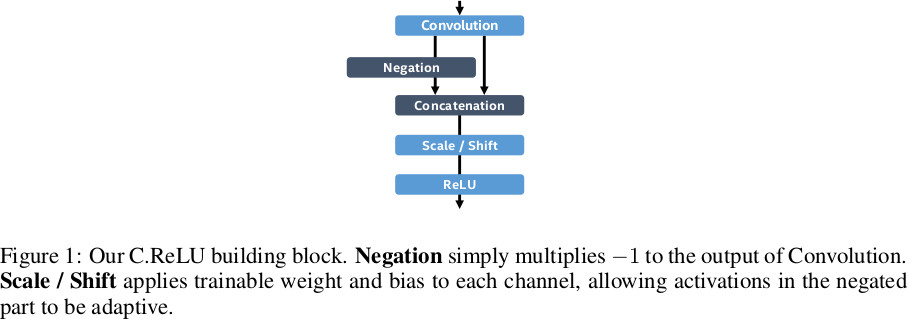 Convolution
Negation
Concatenation
Scale / Shift
ReLU
Figure 1: Our C.ReLU building block. Negation simply multiplies −1 to the output of Convolution.
Scale / Shift applies trainable weight and bias to each channel, allowing activations in the negated
part to be adaptive.